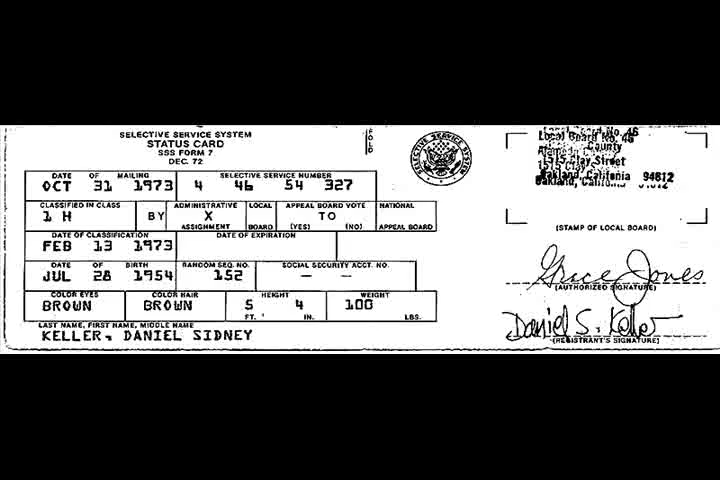 SELECTIVE SERVICE SYSTEM
STATUS CARD
SSS FORM 7
DEC. 72
FOLD
SELECTIVE SERVICE SYSTEM
DATE OF MAILING SELECTIVE SERVICE NUMBER
OCT 31 1973 4 46 54 327
CLASSIFIED IN CLASS ADMINISTRATIVE LOCAL APPEAL BOARD VOTE NATIONAL
1 H BY X TO
ASSIGNMENT BOARD (YES) (NO) APPEAL BOARD
DATE OF CLASSIFICATION DATE OF EXPIRATION
FEB 13 1973
DATE OF BIRTH RANDOM SEQ. NO. SOCIAL SECURITY ACCT. NO.
JUL 28 1954 152 — —
COLOR EYES COLOR HAIR HEIGHT WEIGHT
BROWN BROWN 5 4 100
FT. ' IN. LBS.
LAST NAME, FIRST NAME, MIDDLE NAME
KELLER, DANIEL SIDNEY
Local Board No. 46
Alameda County
1515 Clay Street
Oakland, California 94612
(STAMP OF LOCAL BOARD)
Grace Jones
(AUTHORIZED SIGNATURE)
Daniel S. Keller
(REGISTRANT'S SIGNATURE)